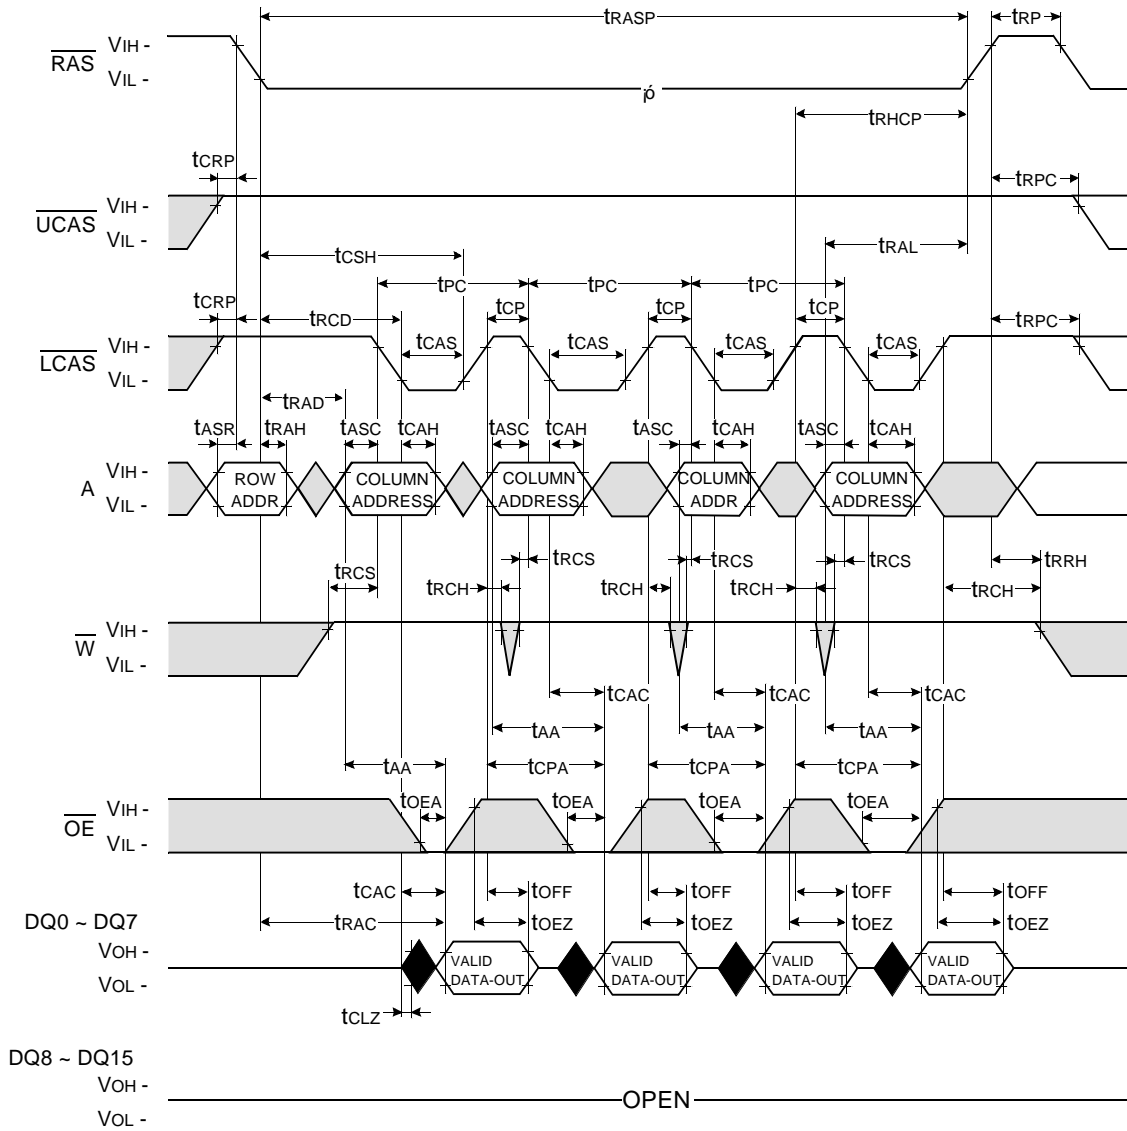 tRASP tRP
RAS VIH -
VIL -
ιό
tRHCP
tCRP tRPC
UCAS VIH -
VIL -
tCSH tRAL
tPC tPC tPC
tCRP tRCD tCP tCP tCP tRPC
LCAS VIH -
VIL -
tCAS tCAS tCAS tCAS
tRAD
tASR tRAH tASC tCAH tASC tCAH tASC tCAH tASC tCAH
A VIH -
VIL -
ROW ADDR
COLUMN ADDRESS
COLUMN ADDRESS
COLUMN ADDR
COLUMN ADDRESS
tRCS tRCS tRCS tRCS tRRH
tRCH tRCH tRCH tRCH
W VIH -
VIL -
tCAC tCAC tCAC
tAA tAA tAA
tAA tCPA tCPA tCPA
OE VIH -
VIL -
tOEA tOEA tOEA tOEA
tCAC tOFF tOFF tOFF tOFF
tRAC tOEZ tOEZ tOEZ tOEZ
DQ0 ~ DQ7
VOH -
VOL -
VALID DATA-OUT
VALID DATA-OUT
VALID DATA-OUT
VALID DATA-OUT
tCLZ
DQ8 ~ DQ15
VOH -
VOL -
OPEN